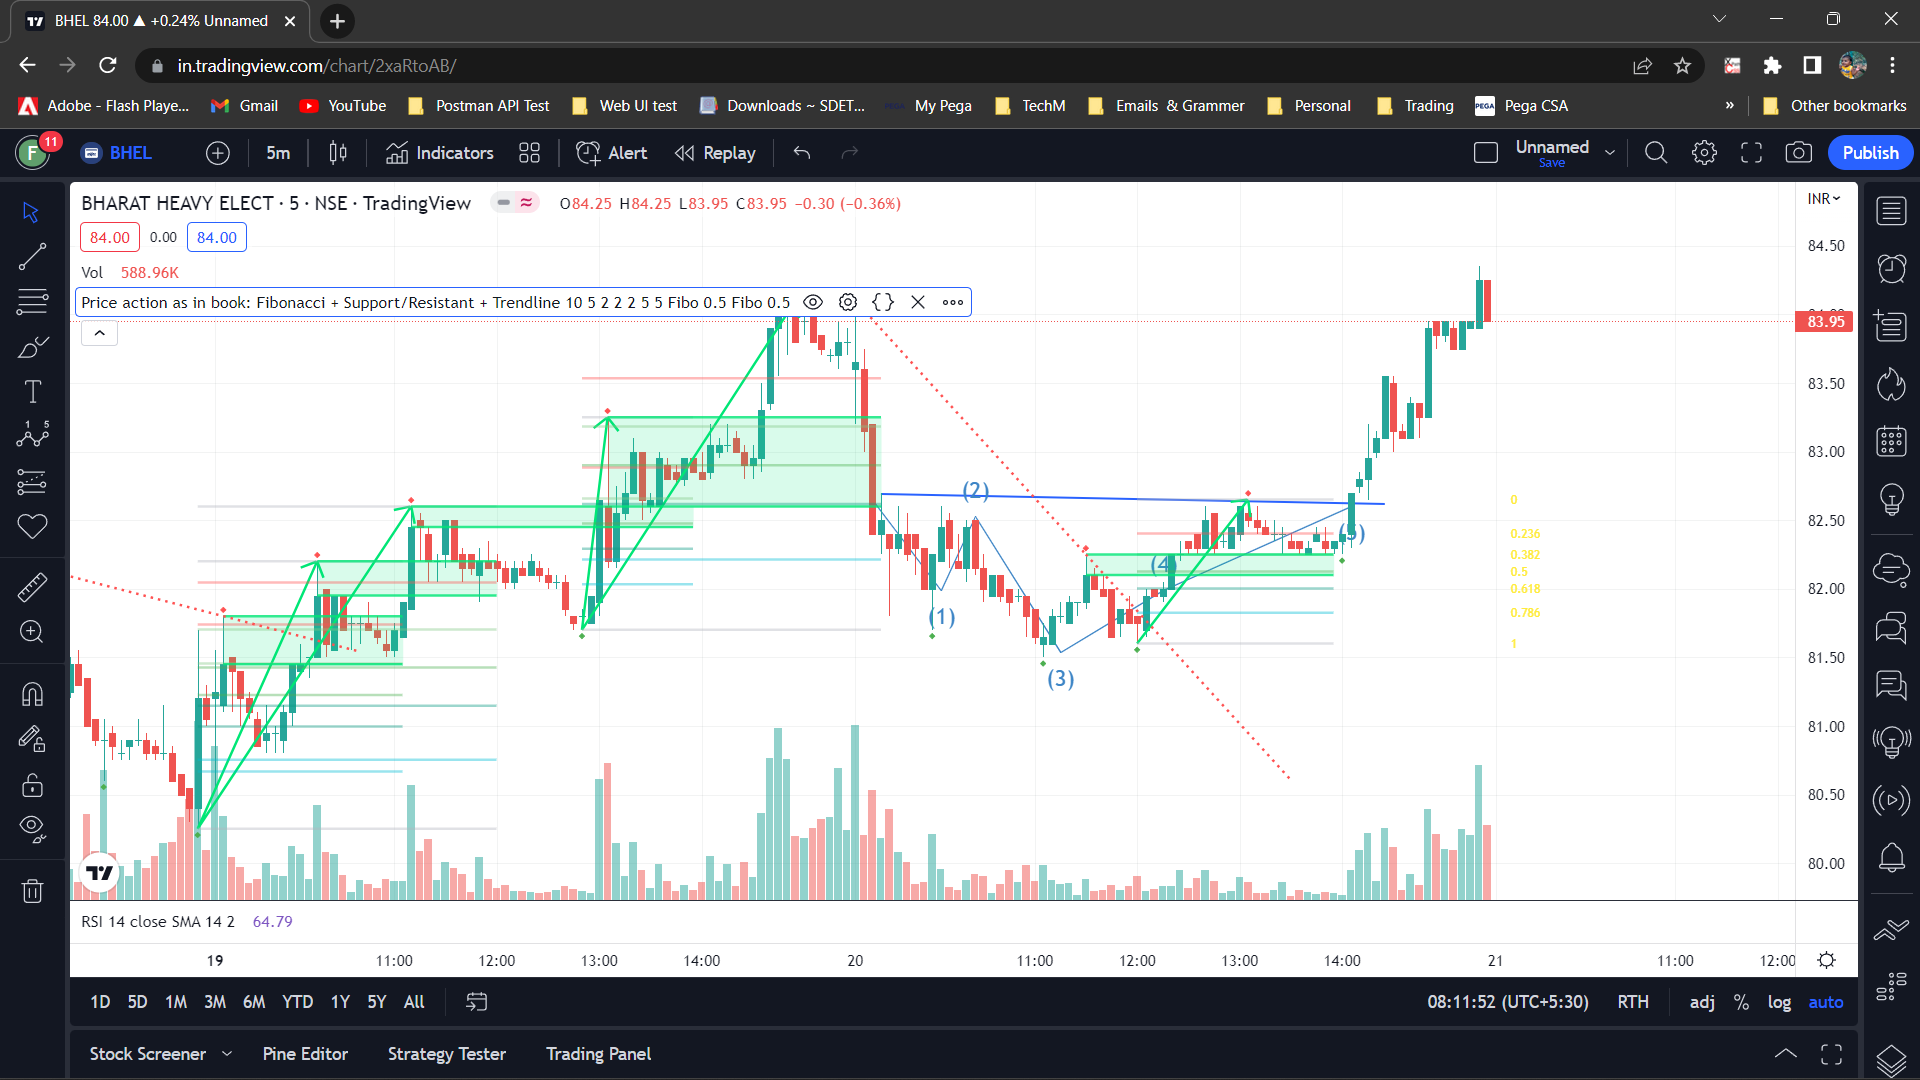 BHEL 84.00 ▲ +0.24% Unnamed
in.tradingview.com/chart/2xaRtoAB/
Adobe - Flash Playe... Gmail YouTube Postman API Test Web UI test Downloads ~ SDET... My Pega TechM Emails & Grammer Personal Trading PEGA Pega CSA » Other bookmarks
F 11 BHEL 5m Indicators Alert Replay Unnamed Save Publish
BHARAT HEAVY ELECT · 5 · NSE · TradingView O84.25 H84.25 L83.95 C83.95 −0.30 (−0.36%) INR
84.00 0.00 84.00
84.50
Vol 588.96K
Price action as in book: Fibonacci + Support/Resistant + Trendline 10 5 2 2 2 5 5 Fibo 0.5 Fibo 0.5
83.95
83.50
83.00
(2)
0
82.50
(5)
0.236
0.382
(4)
0.5
82.00
0.618
0.786
(1)
1
81.50
(3)
81.00
80.50
80.00
RSI 14 close SMA 14 2 64.79
19 11:00 12:00 13:00 14:00 20 11:00 12:00 13:00 14:00 21 11:00 12:00
1D 5D 1M 3M 6M YTD 1Y 5Y All 08:11:52 (UTC+5:30) RTH adj % log auto
Stock Screener Pine Editor Strategy Tester Trading Panel